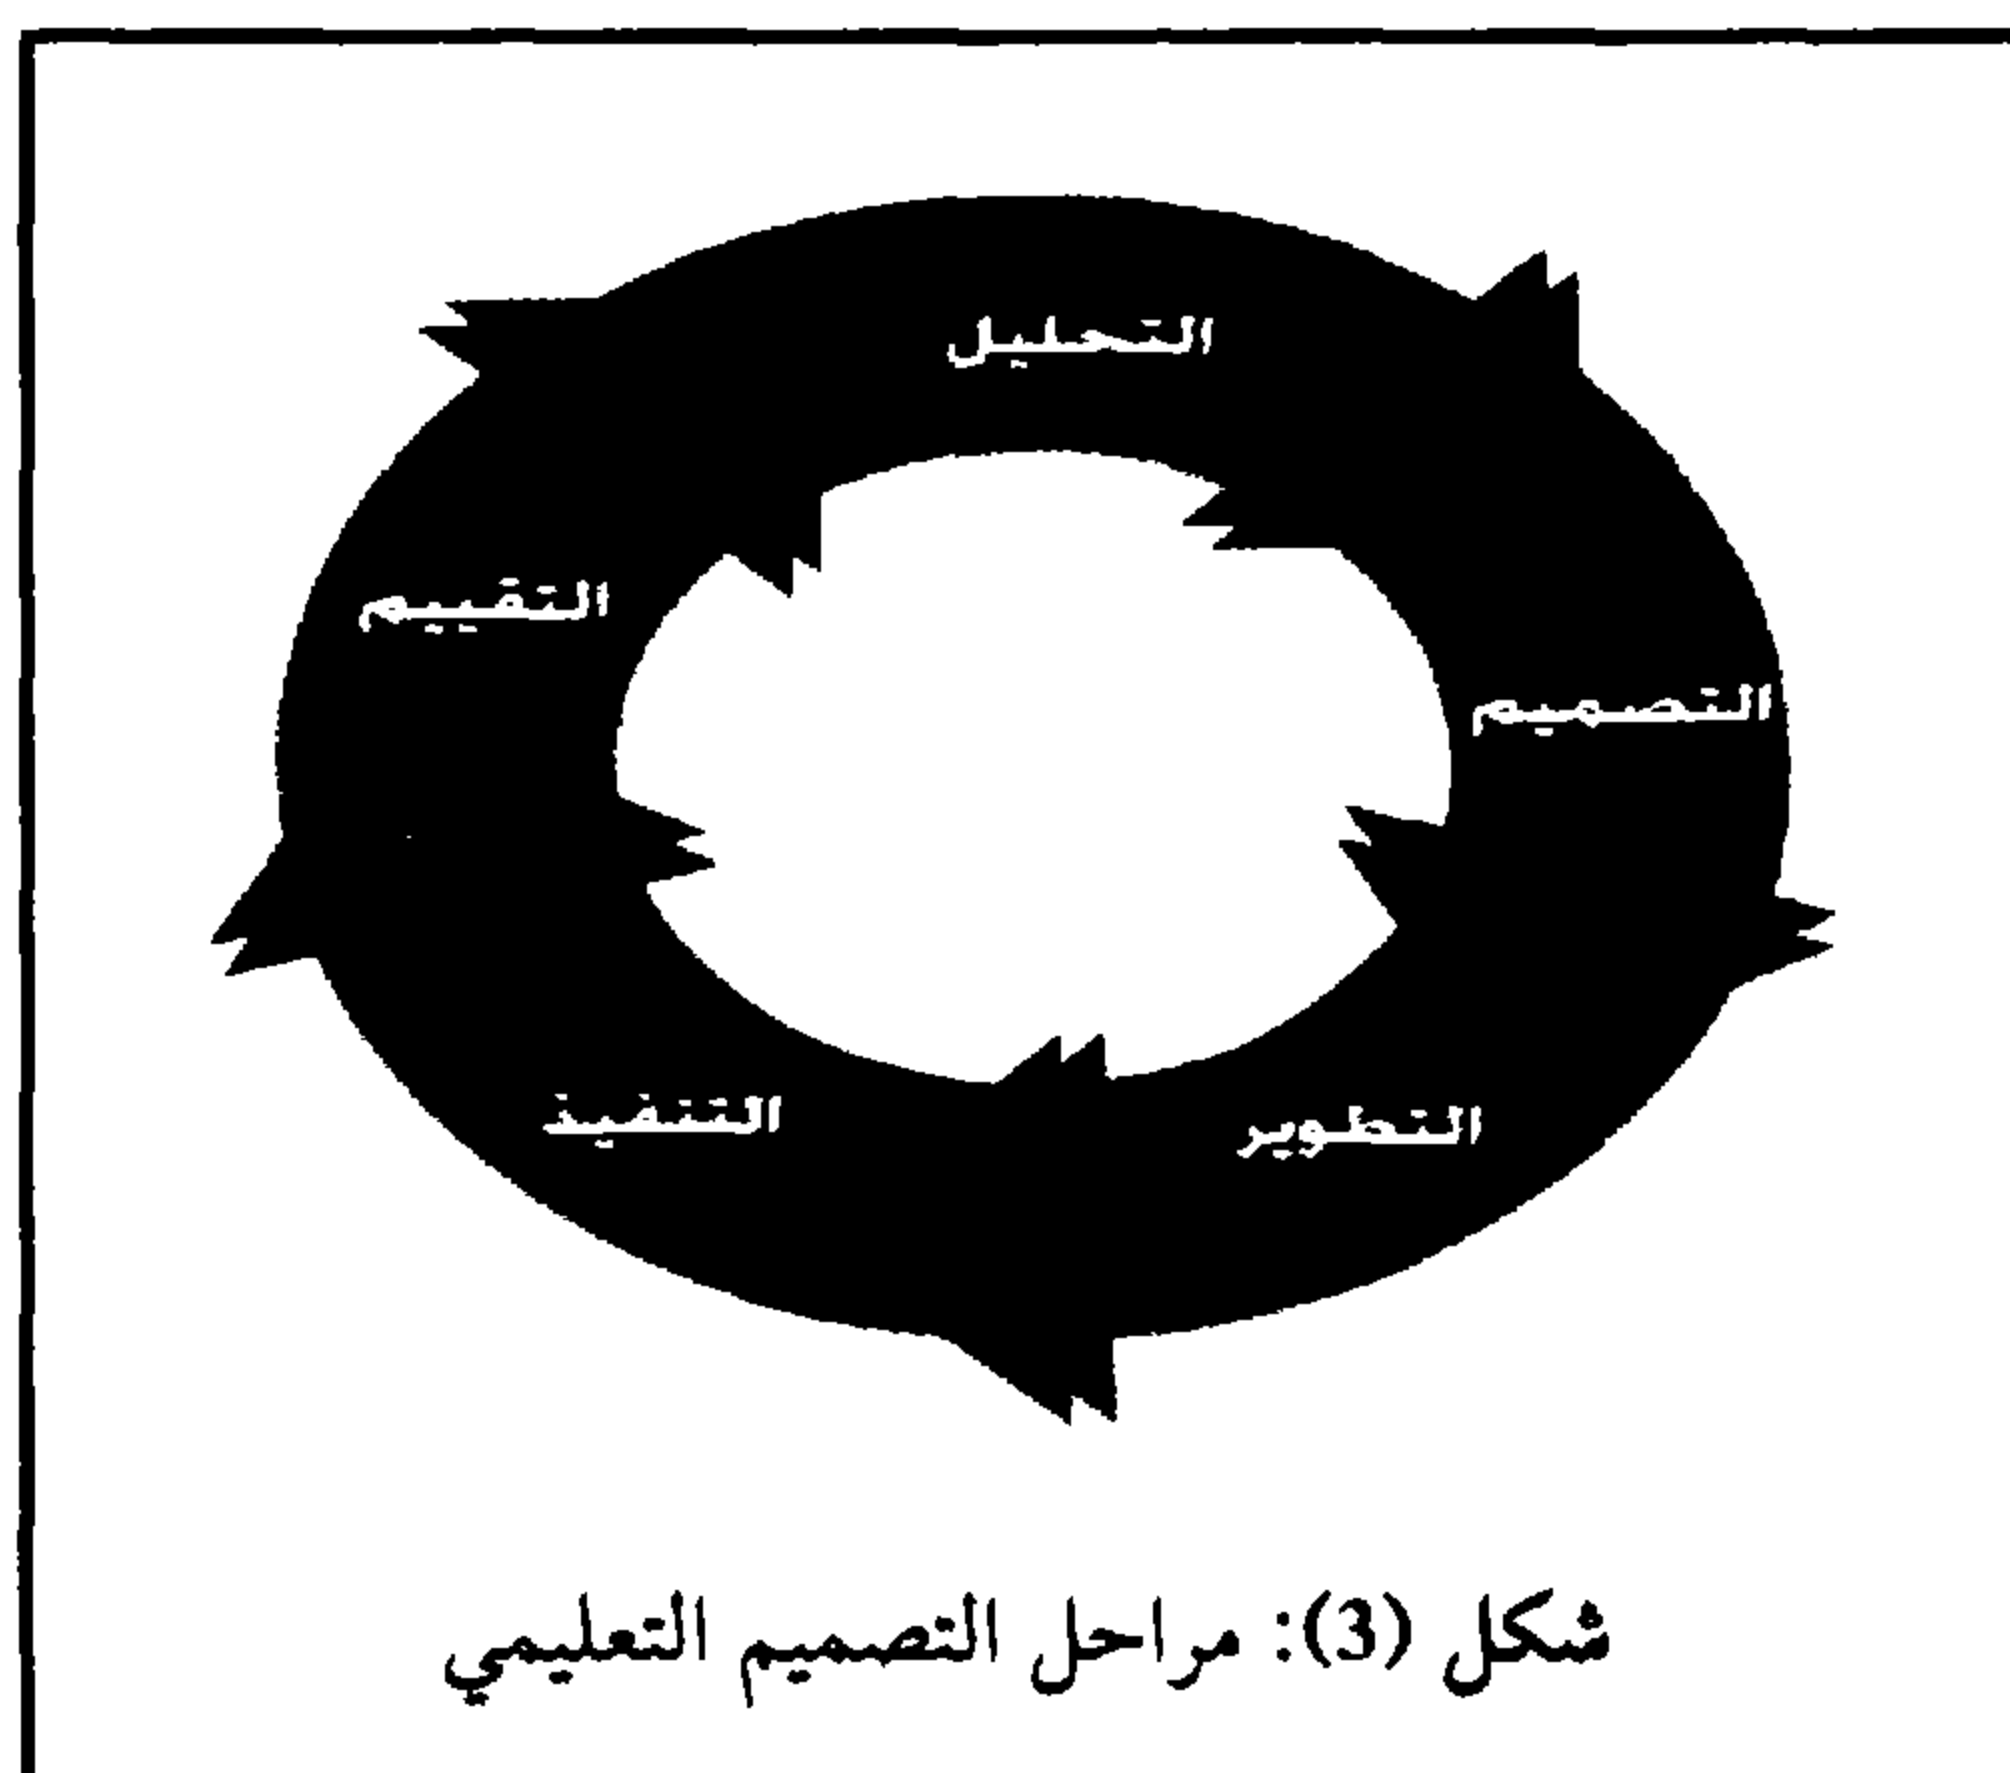 التحليل
التقييم
التصميم
التنفيذ
التطوير
شكل (3): مراحل التصميم التعليمي